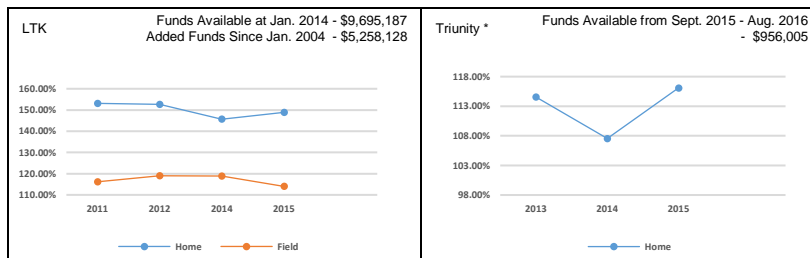 LTK
Funds Available at Jan. 2014 - $9,695,187
Added Funds Since Jan. 2004 - $5,258,128
160.00%
150.00%
140.00%
130.00%
120.00%
110.00%
2011 2012 2014 2015
Home Field
Triunity *
Funds Available from Sept. 2015 - Aug. 2016
- $956,005
118.00%
113.00%
108.00%
103.00%
98.00%
2013 2014 2015
Home